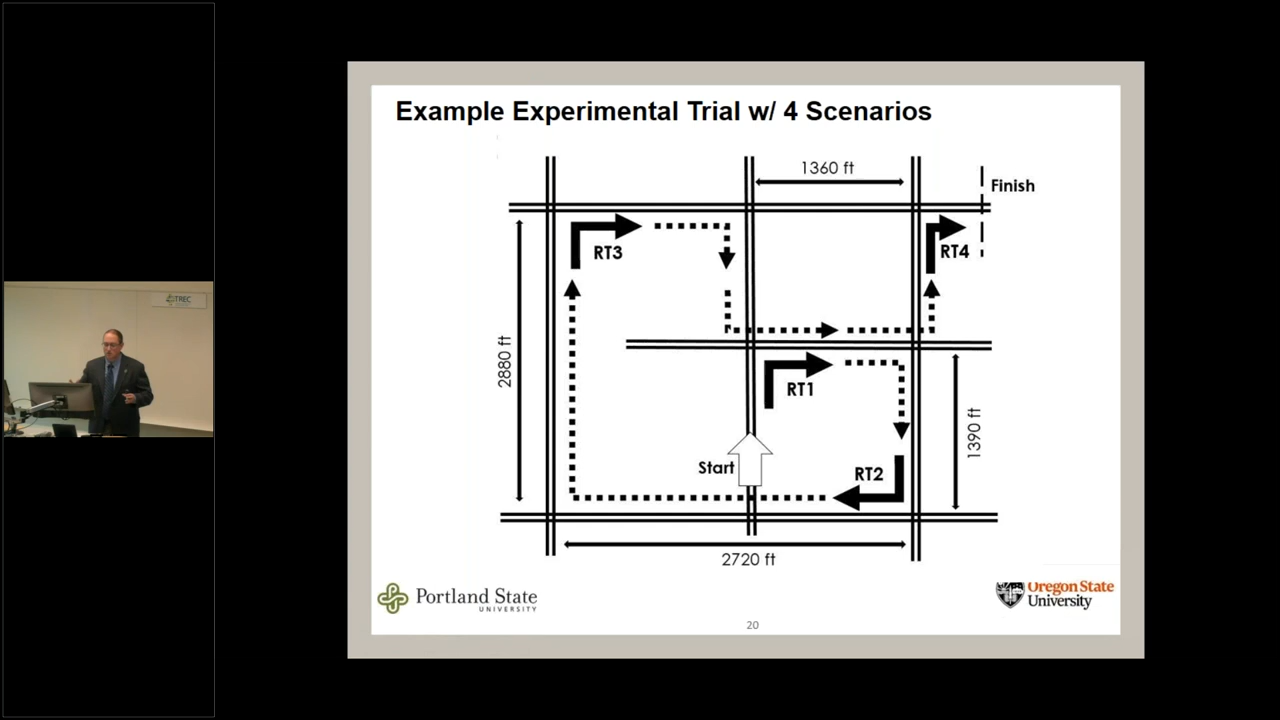 TREC
Example Experimental Trial w/ 4 Scenarios
1360 ft
Finish
RT3
RT4
2880 ft
RT1
1390 ft
Start
RT2
2720 ft
Portland State
UNIVERSITY
Oregon State
University
20